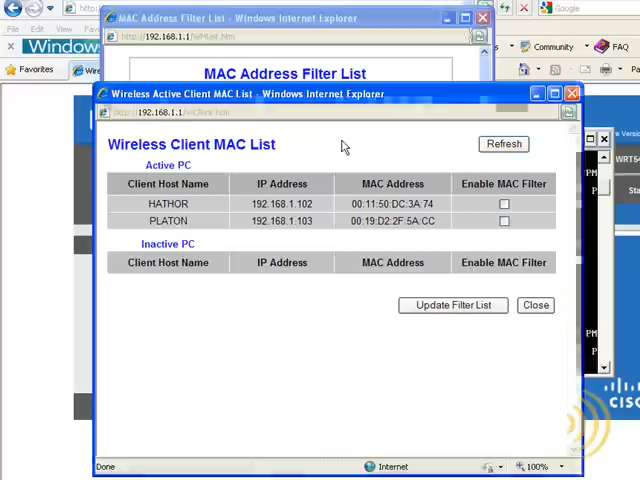 MAC Address Filter List - Windows Internet Explorer
http://192.168.1.1/WMList.htm
Google
File Edit
Windows
Community FAQ
Favorites
MAC Address Filter List
Wireless Active Client MAC List - Windows Internet Explorer
Wireless Client MAC List
Refresh
Active PC
Client Host Name IP Address MAC Address Enable MAC Filter
HATHOR 192.168.1.102 00:11:50:DC:3A:74
PLATON 192.168.1.103 00:19:D2:2F:5A:CC
Inactive PC
Client Host Name IP Address MAC Address Enable MAC Filter
Update Filter List Close
Done Internet 100%